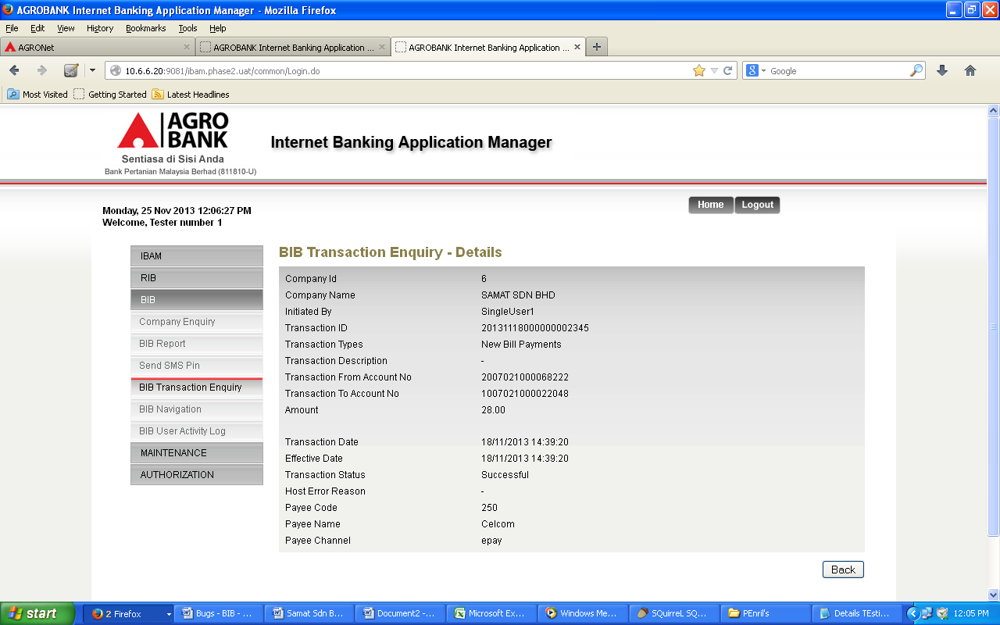 AGROBANK Internet Banking Application Manager - Mozilla Firefox
File Edit View History Bookmarks Tools Help
AGRONet
AGROBANK Internet Banking Application ...
AGROBANK Internet Banking Application ...
10.6.6.20:9081/ibam.phase2.uat/common/Login.do
Google
Most Visited Getting Started Latest Headlines
AGRO
BANK
Sentiasa di Sisi Anda
Bank Pertanian Malaysia Berhad (811810-U)
Internet Banking Application Manager
Monday, 25 Nov 2013 12:06:27 PM
Welcome, Tester number 1
Home Logout
IBAM
RIB
BIB
Company Enquiry
BIB Report
Send SMS Pin
BIB Transaction Enquiry
BIB Navigation
BIB User Activity Log
MAINTENANCE
AUTHORIZATION
BIB Transaction Enquiry - Details
Company Id 6
Company Name SAMAT SDN BHD
Initiated By SingleUser1
Transaction ID 20131118000000002345
Transaction Types New Bill Payments
Transaction Description -
Transaction From Account No 2007021000068222
Transaction To Account No 1007021000022048
Amount 28.00
Transaction Date 18/11/2013 14:39:20
Effective Date 18/11/2013 14:39:20
Transaction Status Successful
Host Error Reason -
Payee Code 250
Payee Name Celcom
Payee Channel epay
Back
start
2 Firefox
Bugs - BIB - ...
Samat Sdn B...
Document2 - ...
Microsoft Ex...
Windows Me...
SQuirreL SQ...
PEnril's
Details TEsti...
12:05 PM